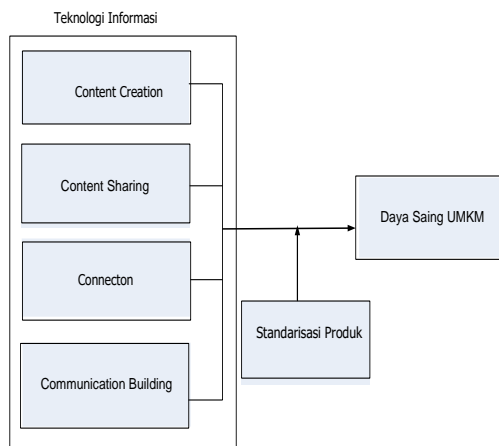 Teknologi Informasi
Content Creation
Content Sharing
Connecton
Communication Building
Daya Saing UMKM
Standarisasi Produk